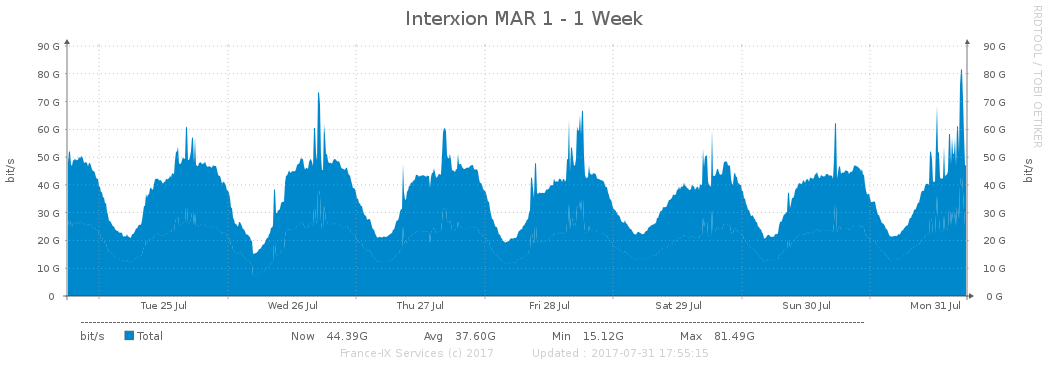 Interxion MAR 1 - 1 Week
RRDTOOL / TOBI OETIKER
bit/s
90 G
80 G
70 G
60 G
50 G
40 G
30 G
20 G
10 G
0
90 G
80 G
70 G
60 G
50 G
40 G
30 G
20 G
10 G
0 G
bit/s
Tue 25 Jul Wed 26 Jul Thu 27 Jul Fri 28 Jul Sat 29 Jul Sun 30 Jul Mon 31 Jul
bit/s Total Now 44.39G Avg 37.60G Min 15.12G Max 81.49G
France-IX Services (c) 2017 Updated : 2017-07-31 17:55:15